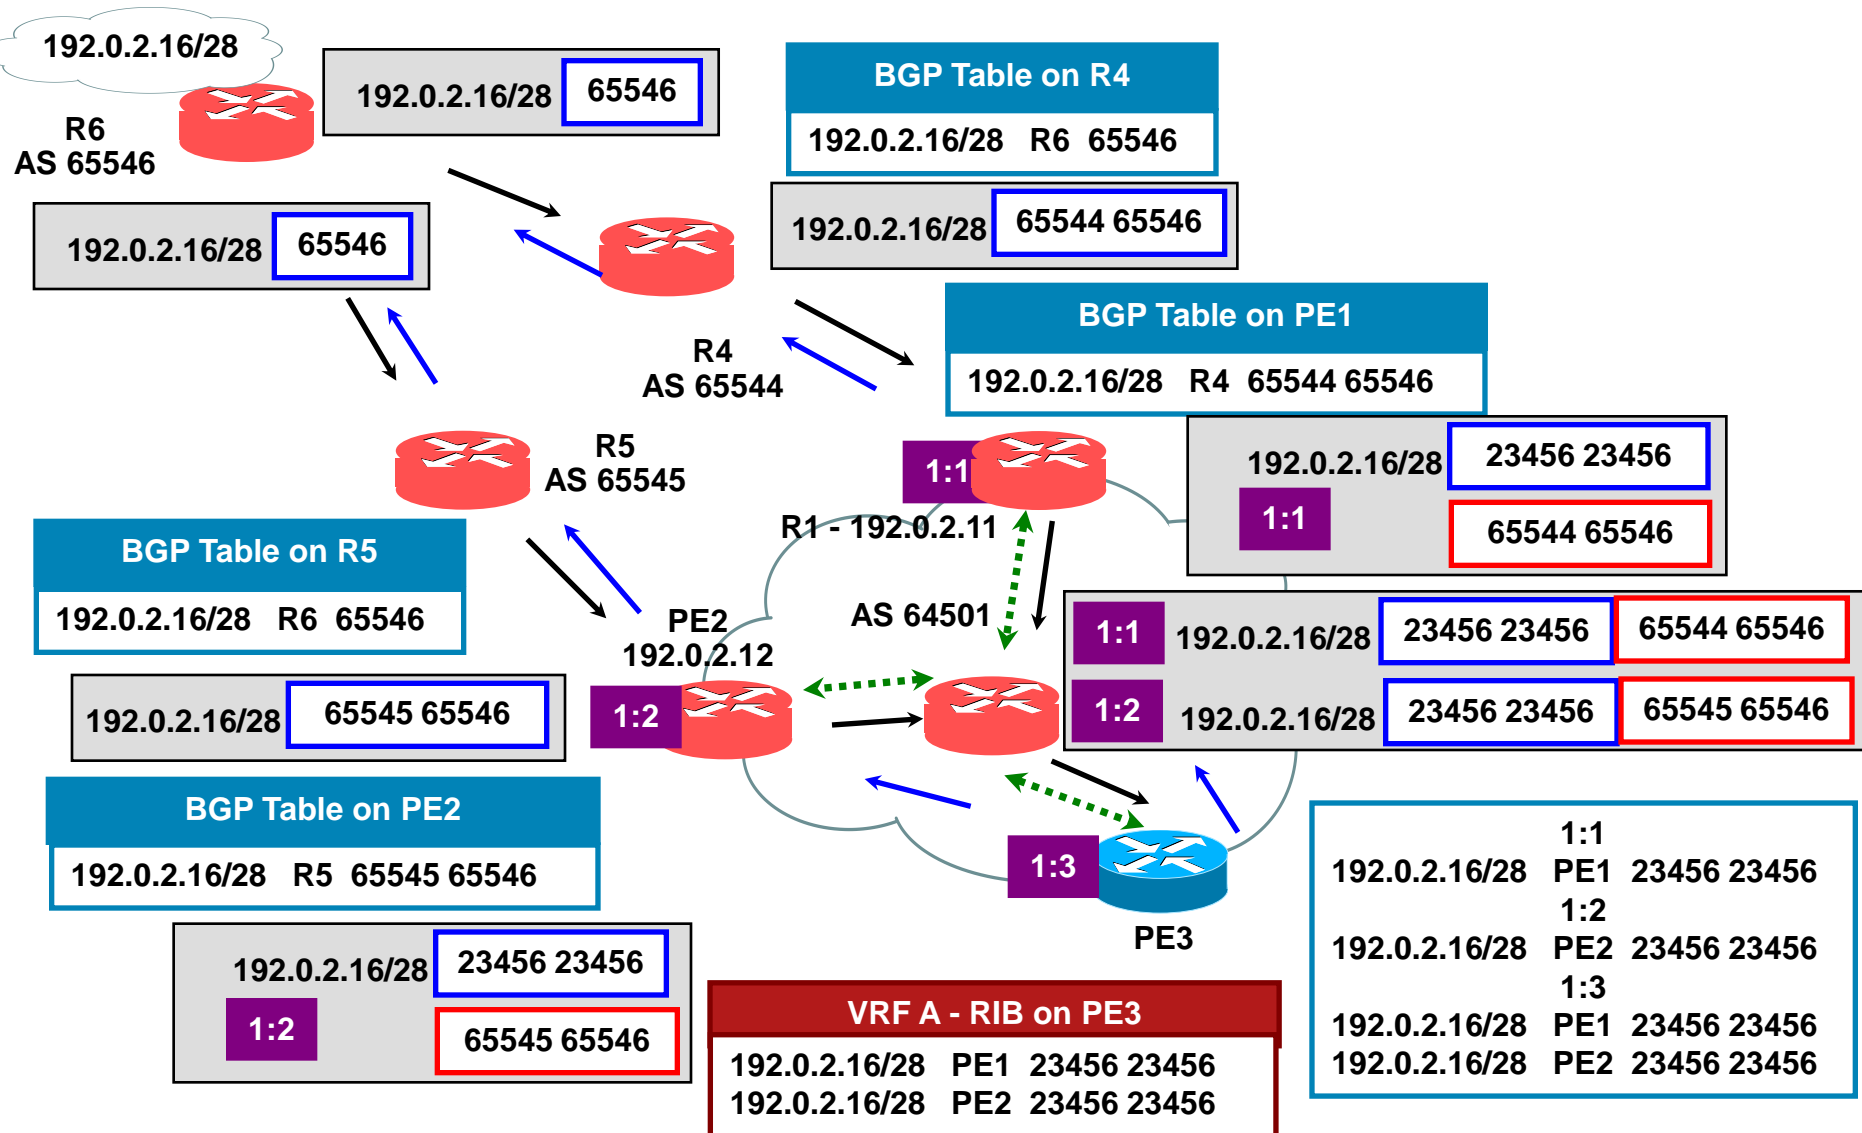 192.0.2.16/28
R6
AS 65546
192.0.2.16/28 65546
BGP Table on R4
192.0.2.16/28 R6 65546
192.0.2.16/28 65546
192.0.2.16/28 65544 65546
R4
AS 65544
BGP Table on PE1
192.0.2.16/28 R4 65544 65546
R5
AS 65545
1:1
R1 - 192.0.2.11
192.0.2.16/28 23456 23456
1:1 65544 65546
BGP Table on R5
192.0.2.16/28 R6 65546
PE2
192.0.2.12
AS 64501
1:1 192.0.2.16/28 23456 23456 65544 65546
1:2 192.0.2.16/28 23456 23456 65545 65546
192.0.2.16/28 65545 65546
1:2
BGP Table on PE2
192.0.2.16/28 R5 65545 65546
1:3
PE3
192.0.2.16/28 23456 23456
1:2 65545 65546
1:1
192.0.2.16/28 PE1 23456 23456
1:2
192.0.2.16/28 PE2 23456 23456
1:3
192.0.2.16/28 PE1 23456 23456
192.0.2.16/28 PE2 23456 23456
VRF A - RIB on PE3
192.0.2.16/28 PE1 23456 23456
192.0.2.16/28 PE2 23456 23456